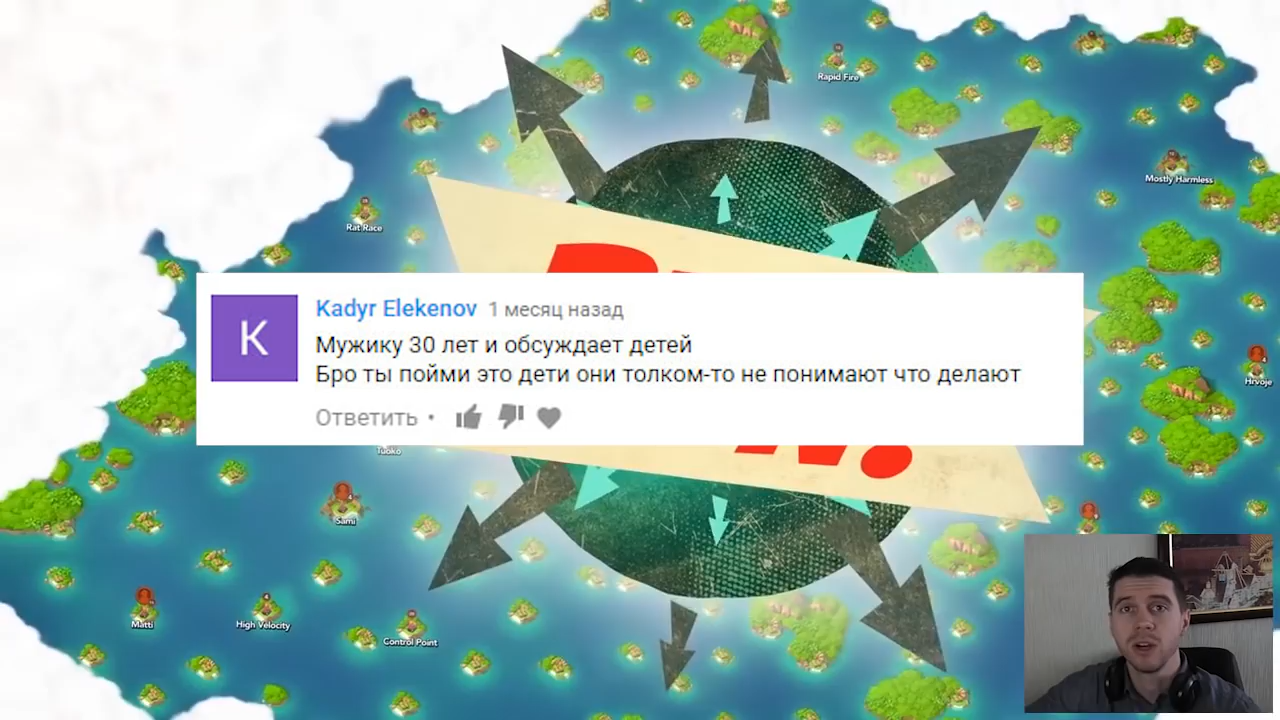 Rapid Fire
Mostly Harmless
Rat Race
K
Kadyr Elekenov 1 месяц назад
Мужику 30 лет и обсуждает детей
Бро ты пойми это дети они толком-то не понимают что делают
Ответить •
Hrvoje
Tuoko
Sami
Matti
High Velocity
Control Point